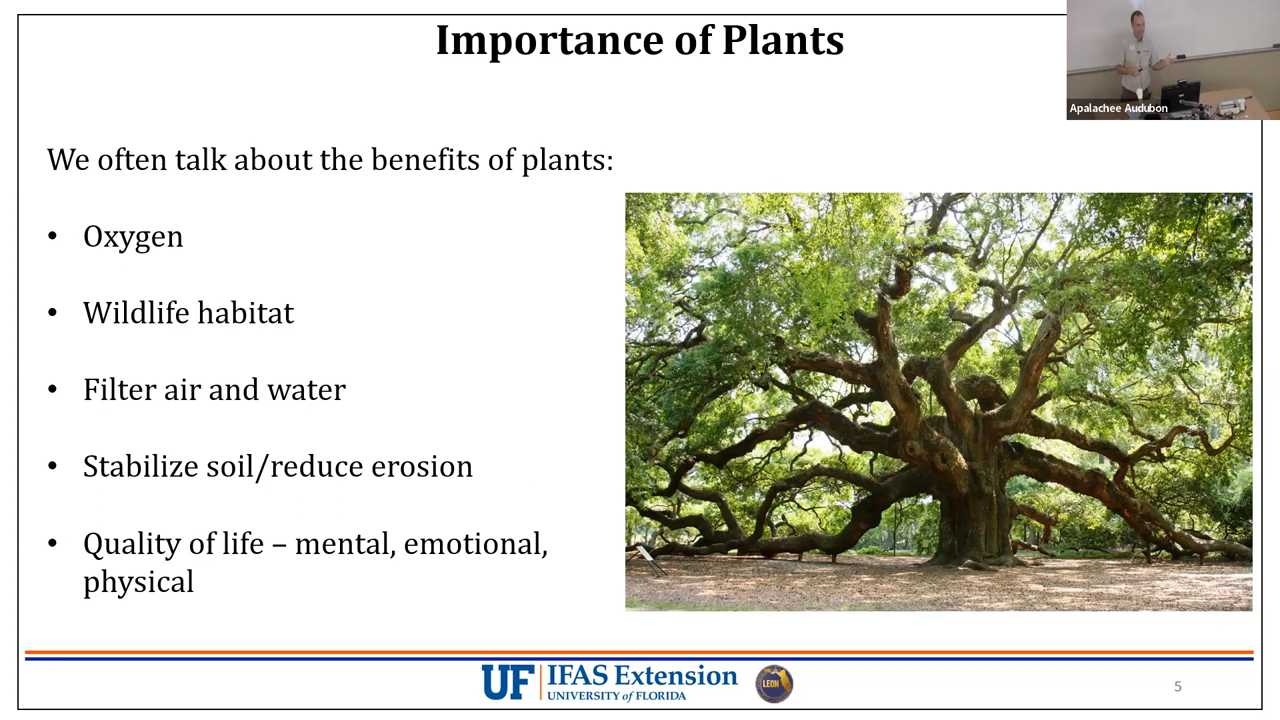 Importance of Plants
Apalachee Audubon
We often talk about the benefits of plants:
• Oxygen
• Wildlife habitat
• Filter air and water
• Stabilize soil/reduce erosion
• Quality of life – mental, emotional,
physical
UF IFAS Extension
UNIVERSITY of FLORIDA
LEON
5